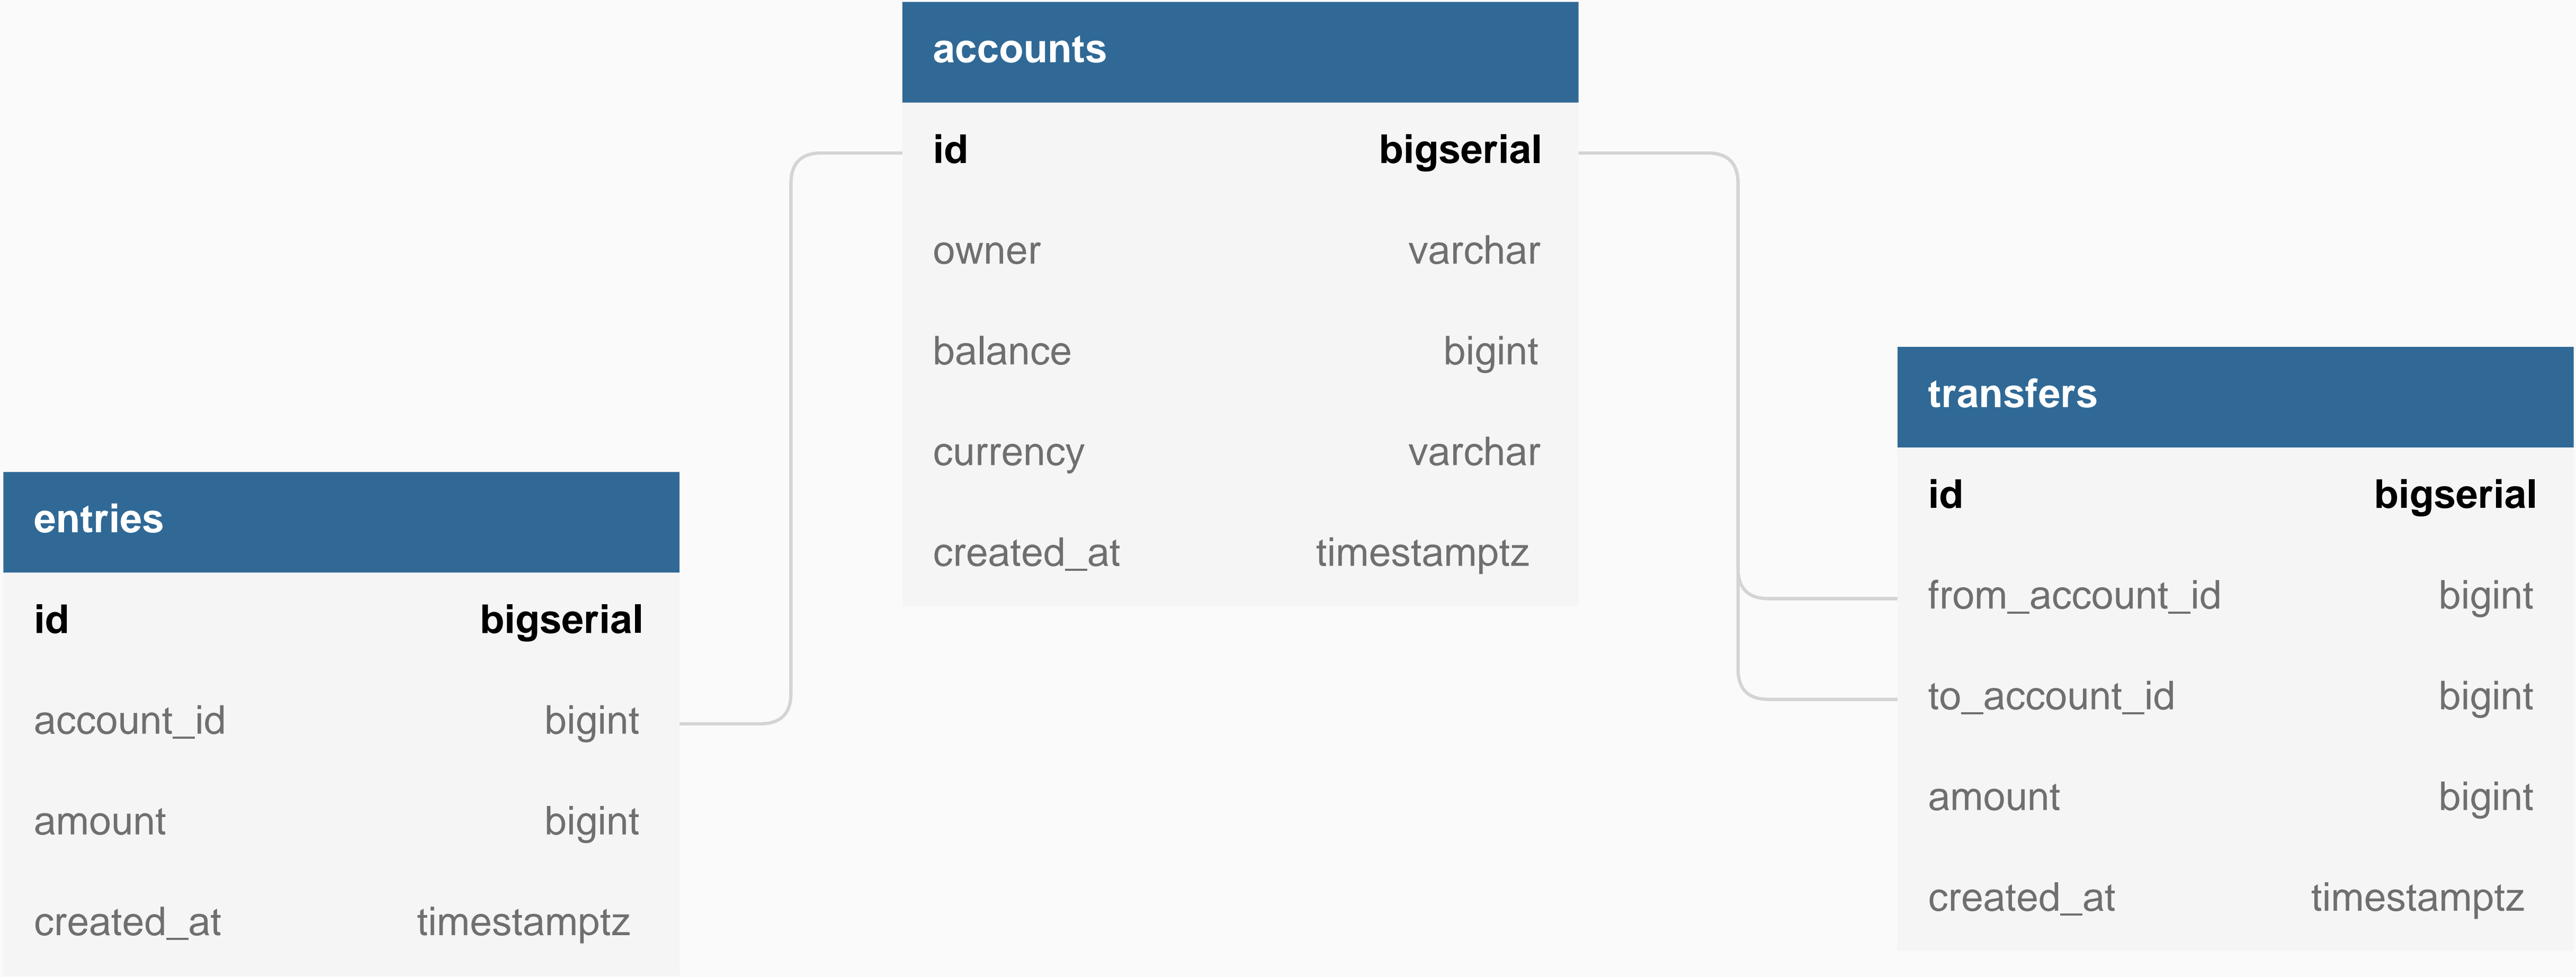 accounts
id bigserial
owner varchar
balance bigint
currency varchar
created_at timestamptz
entries
id bigserial
account_id bigint
amount bigint
created_at timestamptz
transfers
id bigserial
from_account_id bigint
to_account_id bigint
amount bigint
created_at timestamptz